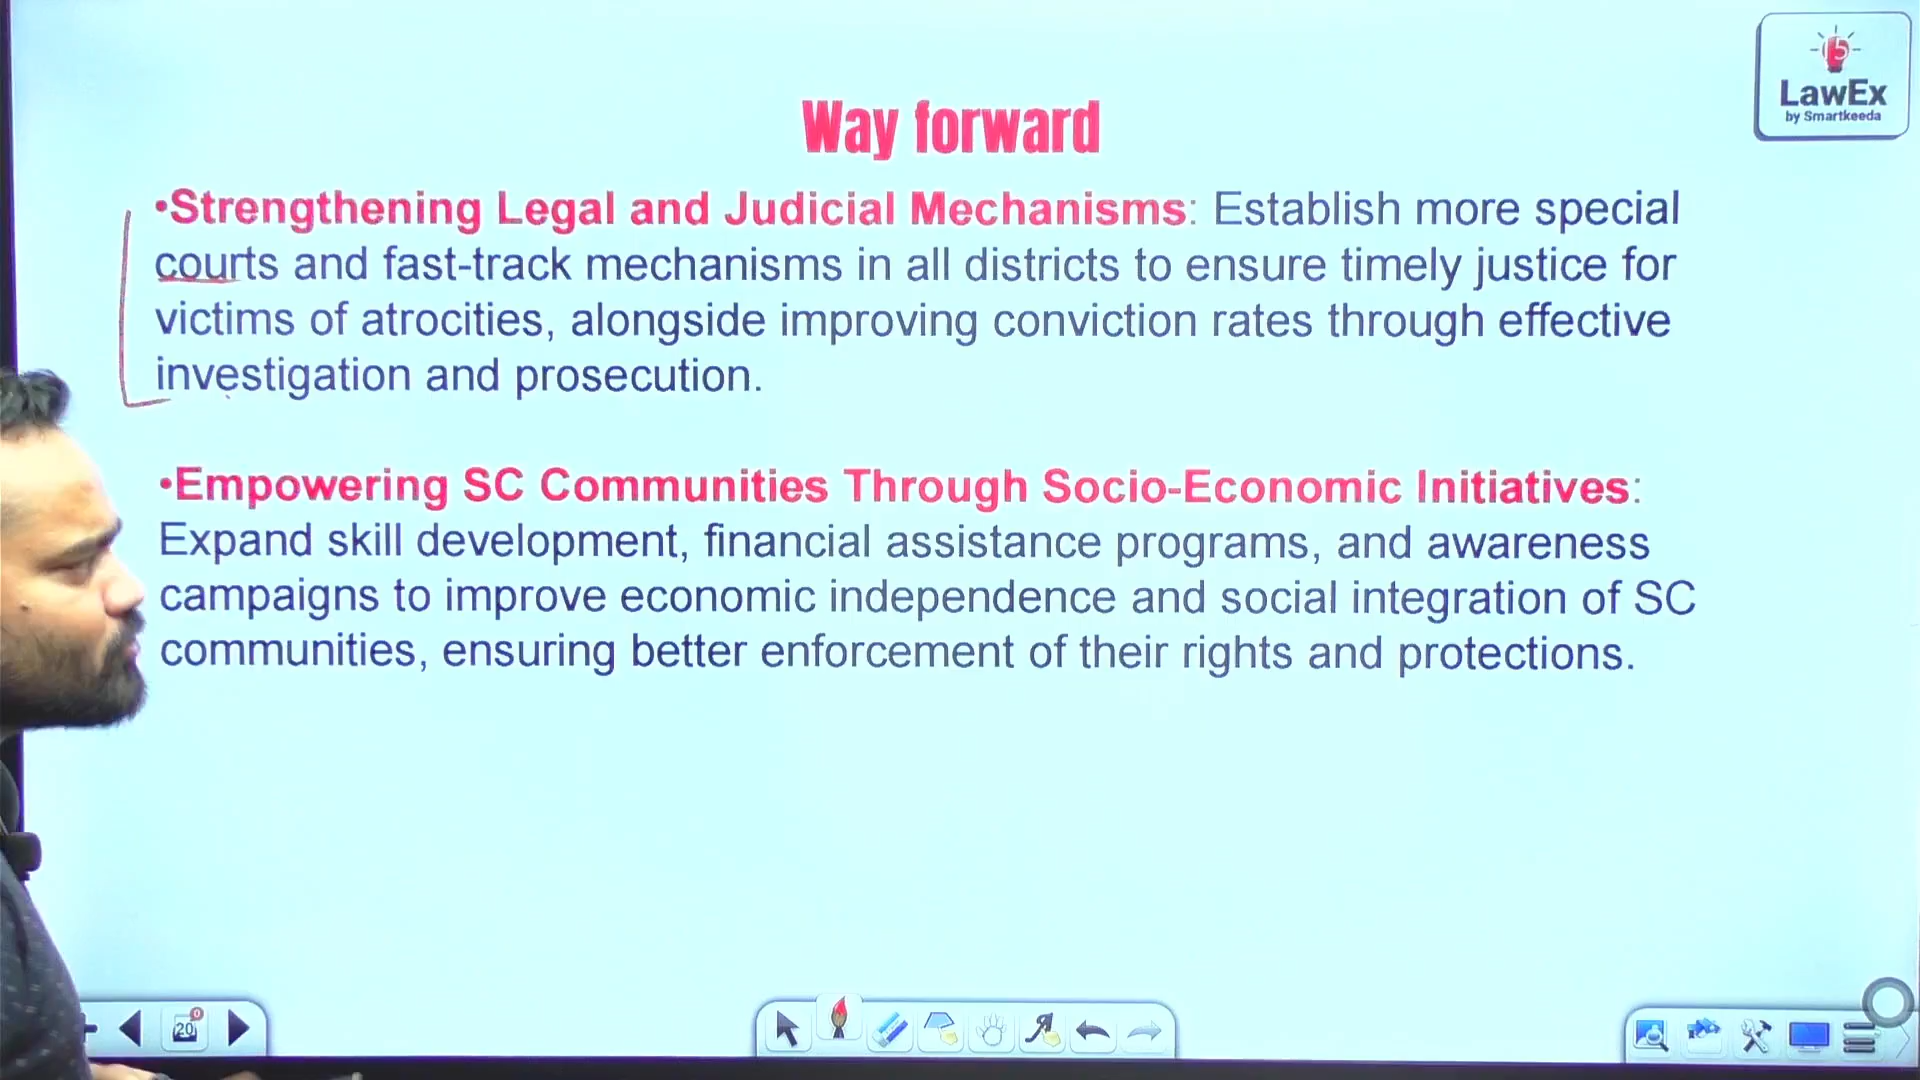 LawEx
by Smartkeeda
Way forward
•Strengthening Legal and Judicial Mechanisms: Establish more special
courts and fast-track mechanisms in all districts to ensure timely justice for
victims of atrocities, alongside improving conviction rates through effective
investigation and prosecution.
•Empowering SC Communities Through Socio-Economic Initiatives:
Expand skill development, financial assistance programs, and awareness
campaigns to improve economic independence and social integration of SC
communities, ensuring better enforcement of their rights and protections.
20
0